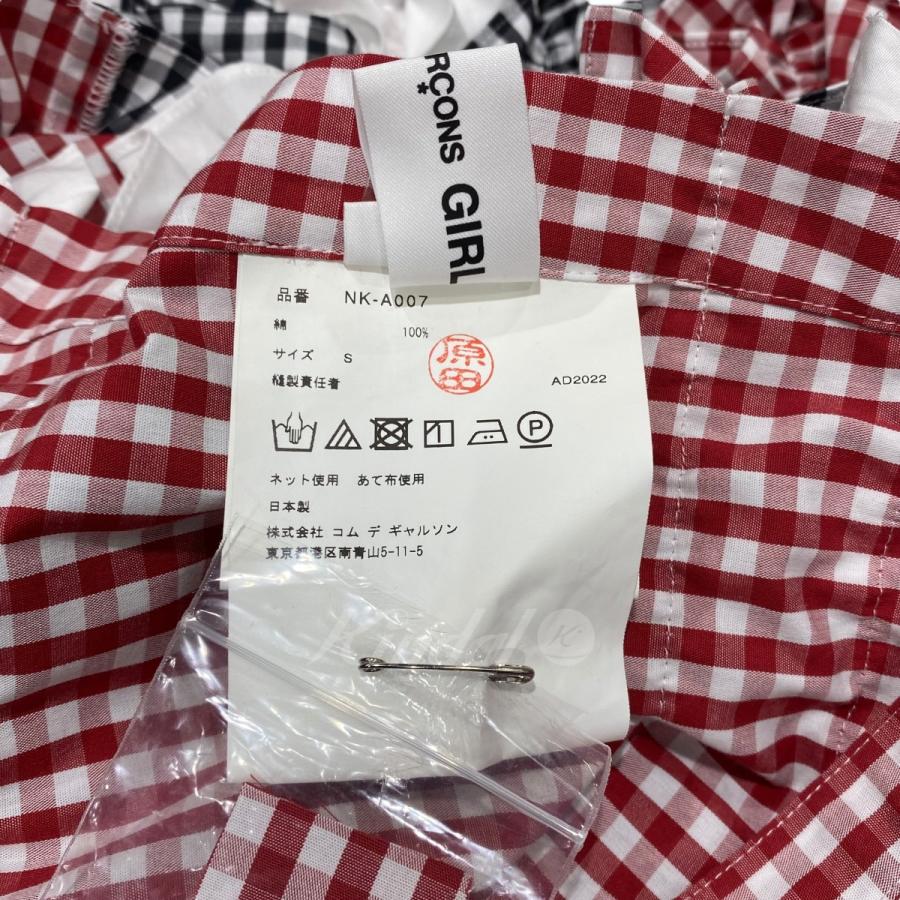 RÇONS GIRL
品番 NK-A007
綿 100%
サイズ S
縫製責任者
原田
AD2022
ネット使用 あて布使用
日本製
株式会社 コム デ ギャルソン
東京都港区南青山5-11-5
Kindal
K